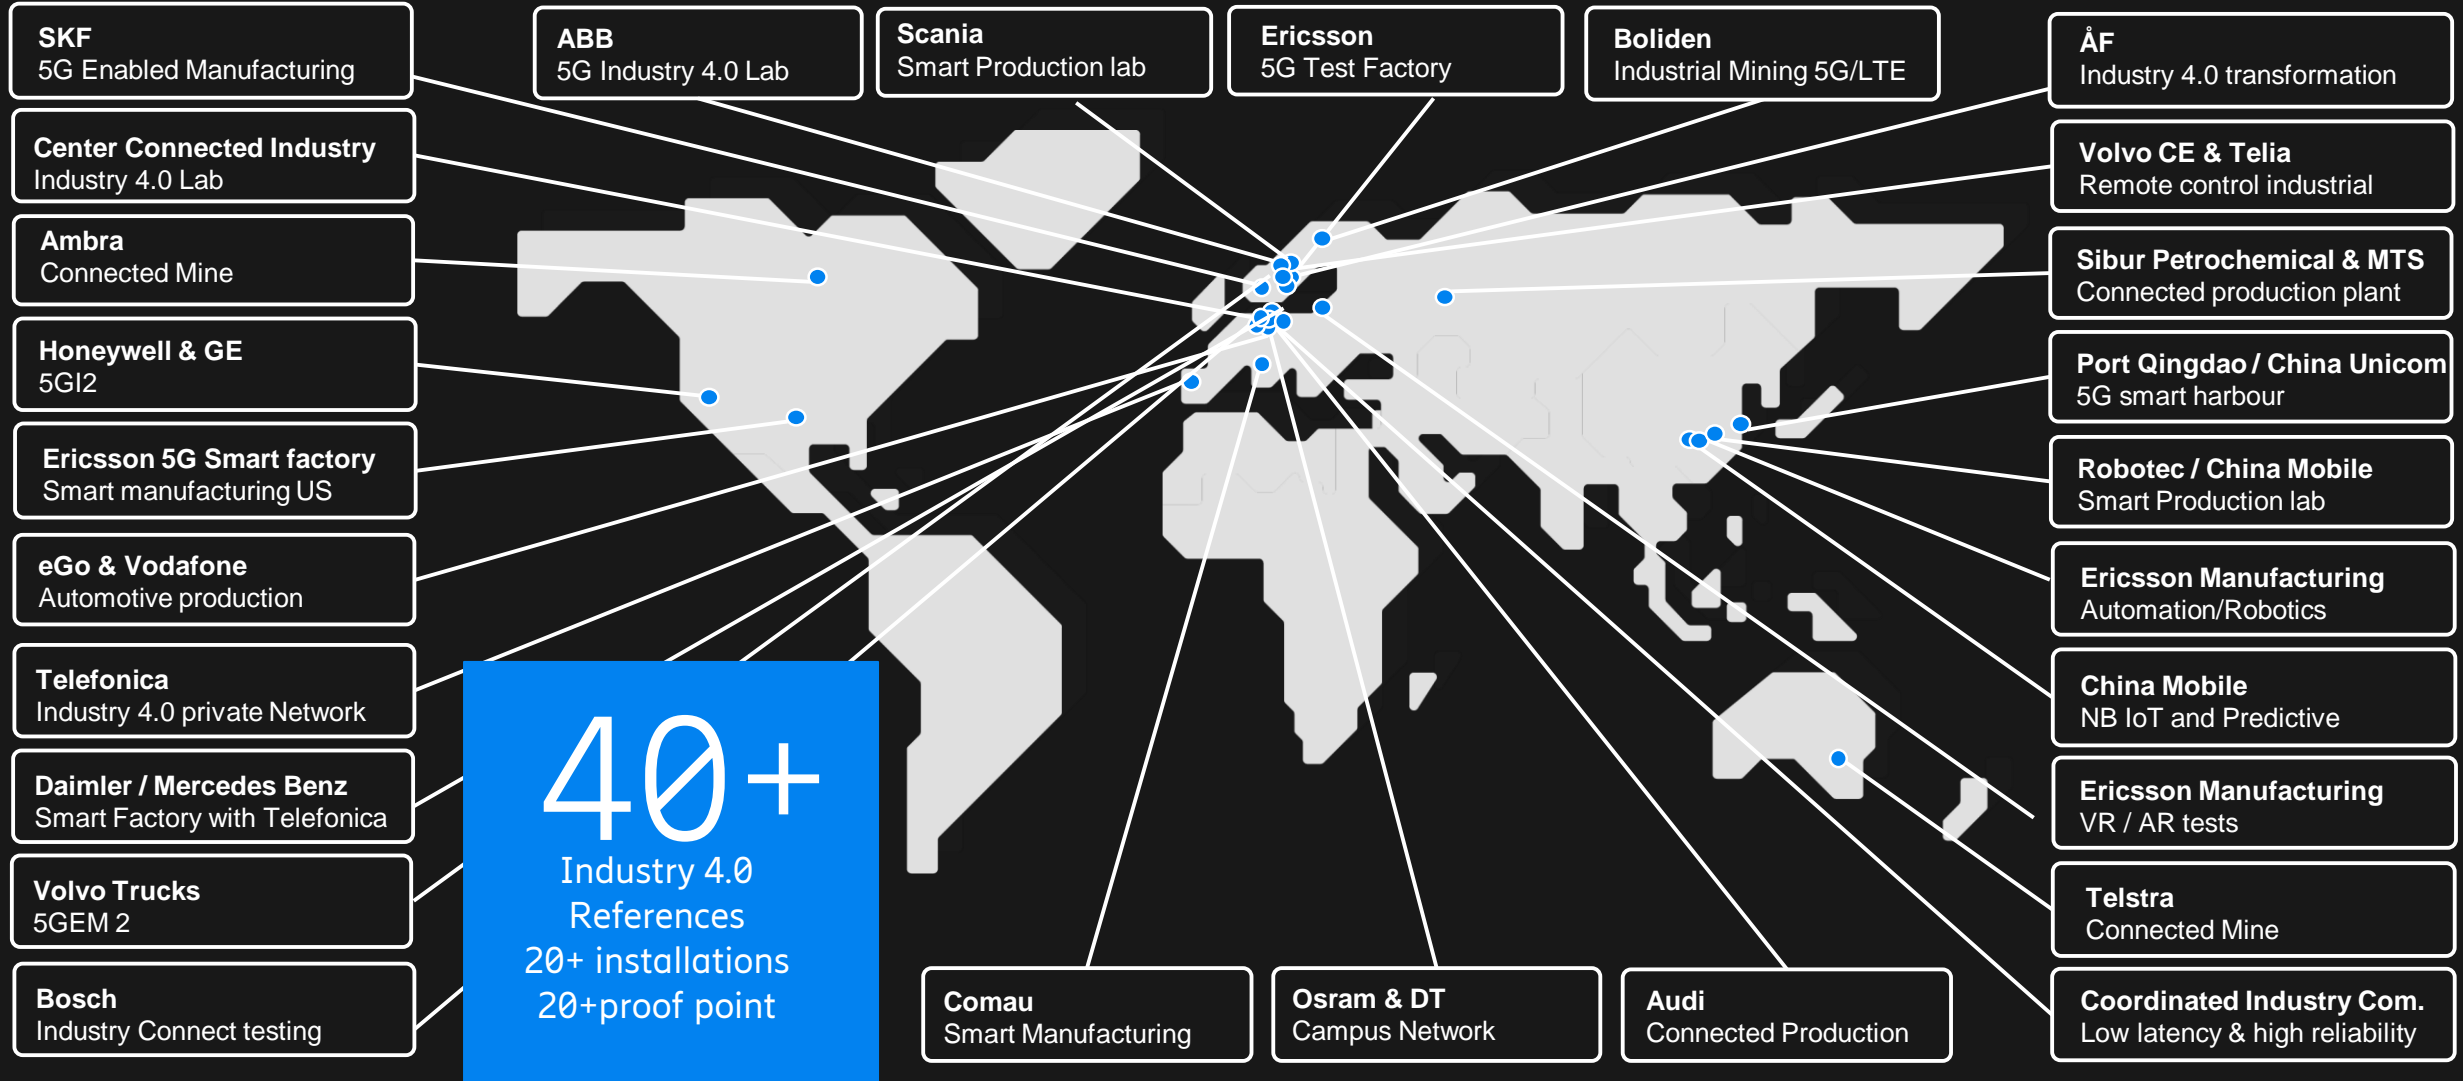 SKF
5G Enabled Manufacturing
ABB
5G Industry 4.0 Lab
Scania
Smart Production lab
Ericsson
5G Test Factory
Boliden
Industrial Mining 5G/LTE
ÅF
Industry 4.0 transformation
Center Connected Industry
Industry 4.0 Lab
Ambra
Connected Mine
Honeywell & GE
5GI2
Ericsson 5G Smart factory
Smart manufacturing US
eGo & Vodafone
Automotive production
Telefonica
Industry 4.0 private Network
Daimler / Mercedes Benz
Smart Factory with Telefonica
Volvo Trucks
5GEM 2
Bosch
Industry Connect testing
40+
Industry 4.0
References
20+ installations
20+proof point
Comau
Smart Manufacturing
Osram & DT
Campus Network
Audi
Connected Production
Volvo CE & Telia
Remote control industrial
Sibur Petrochemical & MTS
Connected production plant
Port Qingdao / China Unicom
5G smart harbour
Robotec / China Mobile
Smart Production lab
Ericsson Manufacturing
Automation/Robotics
China Mobile
NB IoT and Predictive
Ericsson Manufacturing
VR / AR tests
Telstra
Connected Mine
Coordinated Industry Com.
Low latency & high reliability